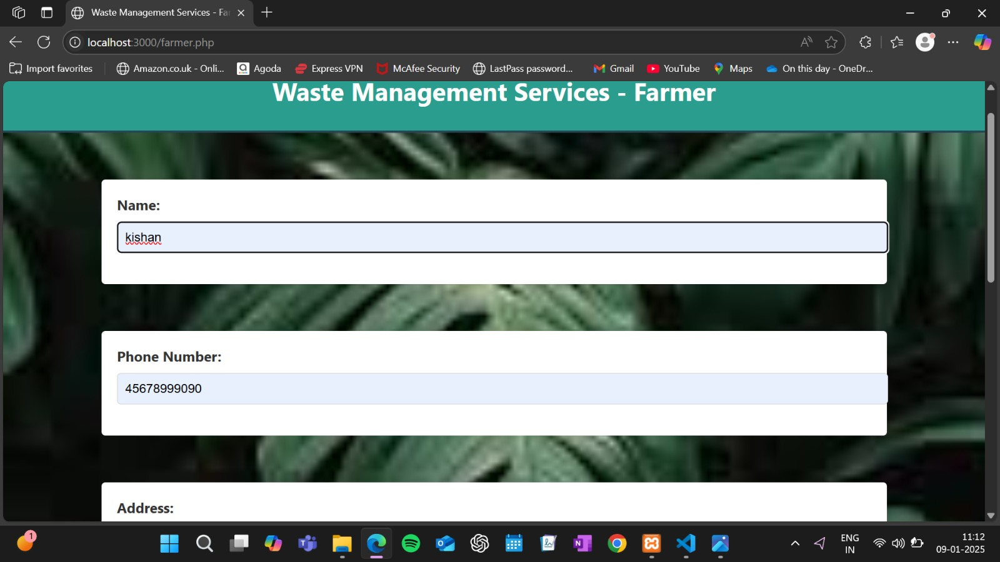 Waste Management Services - Fa
localhost:3000/farmer.php
Import favorites
Amazon.co.uk - Onli...
Agoda
Express VPN
McAfee Security
LastPass password...
Gmail
YouTube
Maps
On this day - OneDr...
Waste Management Services - Farmer
Name:
kishan
Phone Number:
45678999090
Address:
1
ENG
IN
11:12
09-01-2025